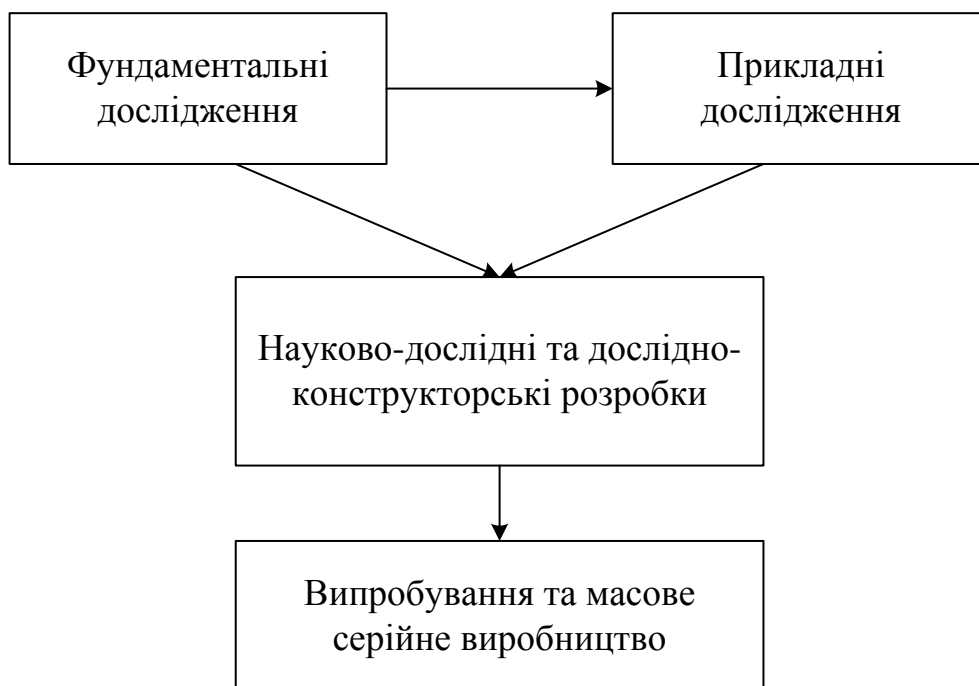 Фундаментальні
дослідження
Прикладні
дослідження
Науково-дослідні та дослідно-
конструкторські розробки
Випробування та масове
серійне виробництво